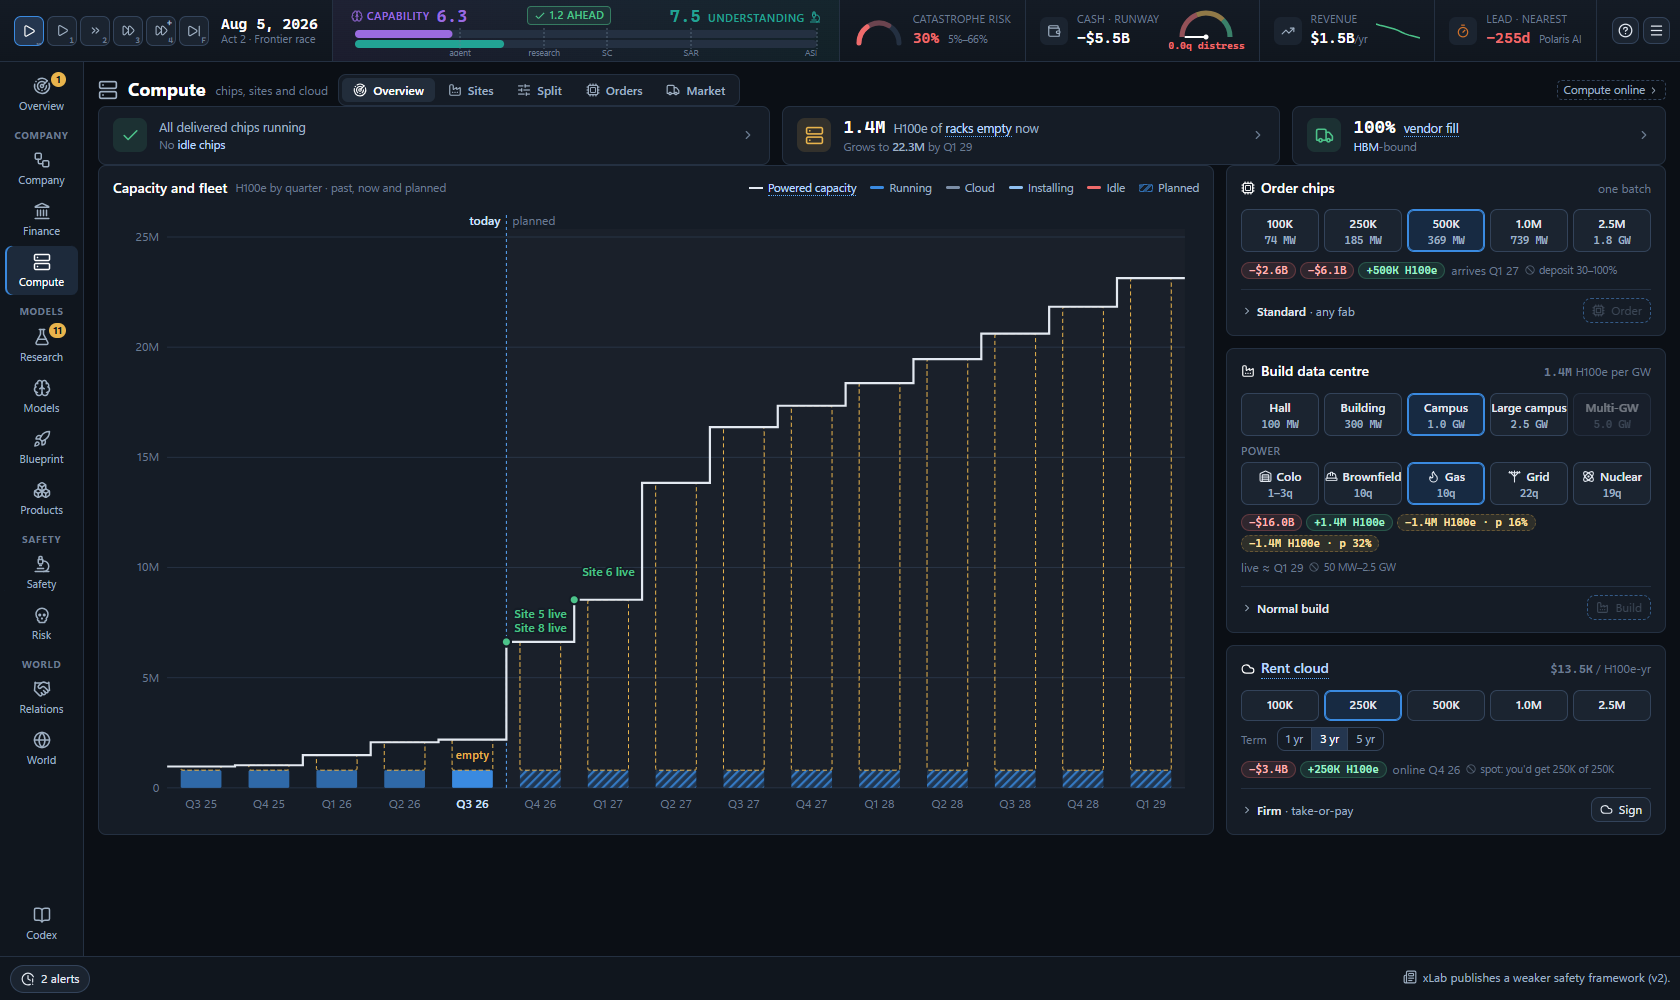 1
2
3
4
F
Aug 5, 2026
Act 2 · Frontier race
CAPABILITY 6.3
1.2 AHEAD
7.5 UNDERSTANDING
agent
research
SC
SAR
ASI
CATASTROPHE RISK
30% 5%–66%
CASH · RUNWAY
−$5.5B
0.0q distress
REVENUE
$1.5B/yr
LEAD · NEAREST
−255d Polaris AI
1
Overview
COMPANY
Company
Finance
Compute
MODELS
11
Research
Models
Blueprint
Products
SAFETY
Safety
Risk
WORLD
Relations
World
Codex
Compute chips, sites and cloud
Overview
Sites
Split
Orders
Market
Compute online
All delivered chips running
No idle chips
1.4M H100e of racks empty now
Grows to 22.3M by Q1 29
100% vendor fill
HBM-bound
Capacity and fleet H100e by quarter · past, now and planned
Powered capacity
Running
Cloud
Installing
Idle
Planned
today planned
25M
20M
15M
10M
5M
0
Site 6 live
Site 5 live
Site 8 live
empty
Q3 25
Q4 25
Q1 26
Q2 26
Q3 26
Q4 26
Q1 27
Q2 27
Q3 27
Q4 27
Q1 28
Q2 28
Q3 28
Q4 28
Q1 29
Order chips one batch
100K
74 MW
250K
185 MW
500K
369 MW
1.0M
739 MW
2.5M
1.8 GW
−$2.6B −$6.1B +500K H100e arrives Q1 27 deposit 30–100%
Standard · any fab
Order
Build data centre 1.4M H100e per GW
Hall
100 MW
Building
300 MW
Campus
1.0 GW
Large campus
2.5 GW
Multi-GW
5.0 GW
POWER
Colo
1–3q
Brownfield
10q
Gas
10q
Grid
22q
Nuclear
19q
−$16.0B +1.4M H100e −1.4M H100e · p 16%
−1.4M H100e · p 32%
live ≈ Q1 29 50 MW–2.5 GW
Normal build
Build
Rent cloud $13.5K / H100e-yr
100K
250K
500K
1.0M
2.5M
Term 1 yr 3 yr 5 yr
−$3.4B +250K H100e online Q4 26 spot: you'd get 250K of 250K
Firm · take-or-pay
Sign
2 alerts
xLab publishes a weaker safety framework (v2).